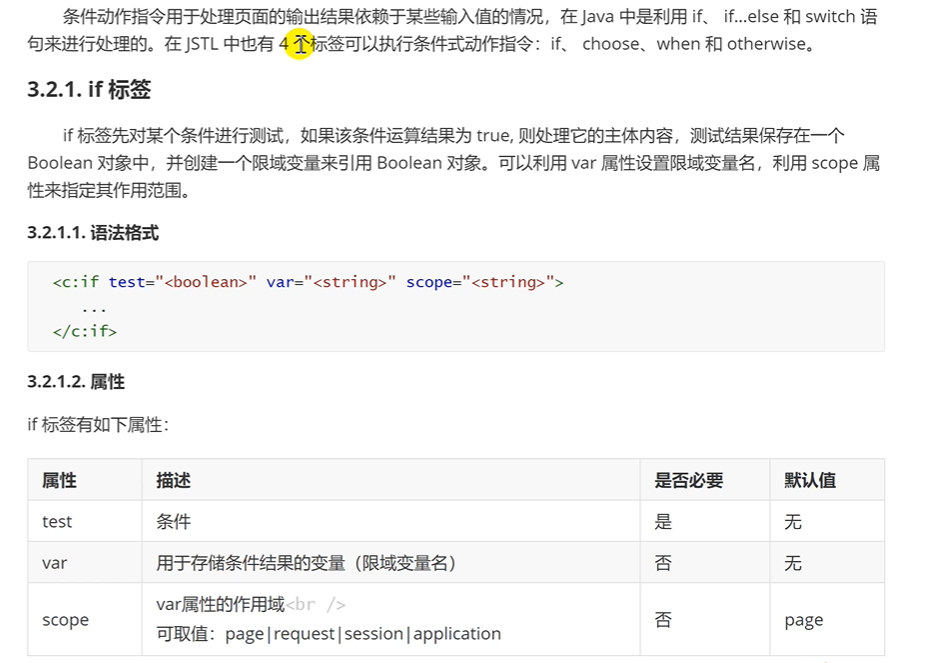 条件动作指令用于处理页面的输出结果依赖于某些输入值的情况，在 Java 中是利用 if、 if...else 和 switch 语
句来进行处理的。在 JSTL 中也有 4 个标签可以执行条件式动作指令：if、 choose、when 和 otherwise。
3.2.1. if 标签
if 标签先对某个条件进行测试，如果该条件运算结果为 true, 则处理它的主体内容，测试结果保存在一个
Boolean 对象中，并创建一个限域变量来引用 Boolean 对象。可以利用 var 属性设置限域变量名，利用 scope 属
性来指定其作用范围。
3.2.1.1. 语法格式
<c:if test="<boolean>" var="<string>" scope="<string>">
...
</c:if>
3.2.1.2. 属性
if 标签有如下属性：
属性 描述 是否必要 默认值
test 条件 是 无
var 用于存储条件结果的变量（限域变量名） 否 无
var属性的作用域<br />
scope 可取值：page|request|session|application 否 page